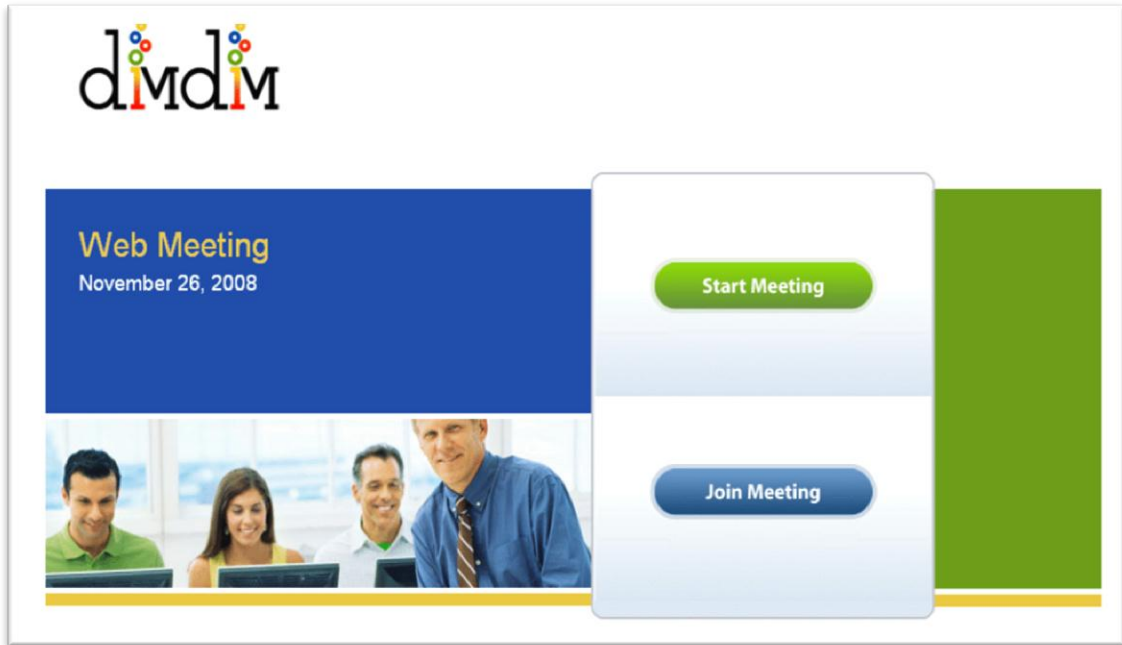 dimdim
Web Meeting
November 26, 2008
Start Meeting
Join Meeting